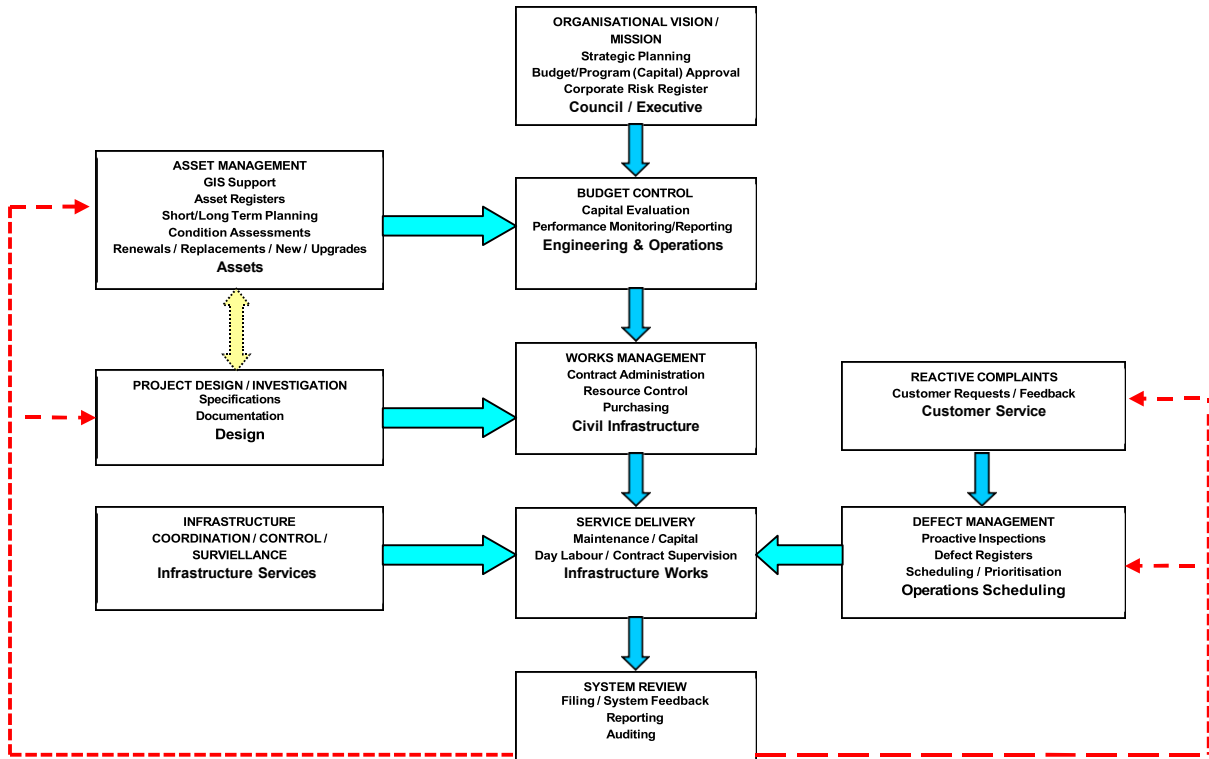 ORGANISATIONAL VISION /
MISSION
Strategic Planning
Budget/Program (Capital) Approval
Corporate Risk Register
Council / Executive
ASSET MANAGEMENT
GIS Support
Asset Registers
Short/Long Term Planning
Condition Assessments
Renewals / Replacements / New / Upgrades
Assets
BUDGET CONTROL
Capital Evaluation
Performance Monitoring/Reporting
Engineering & Operations
WORKS MANAGEMENT
Contract Administration
Resource Control
Purchasing
Civil Infrastructure
PROJECT DESIGN / INVESTIGATION
Specifications
Documentation
Design
REACTIVE COMPLAINTS
Customer Requests / Feedback
Customer Service
INFRASTRUCTURE
COORDINATION / CONTROL /
SURVIELLANCE
Infrastructure Services
SERVICE DELIVERY
Maintenance / Capital
Day Labour / Contract Supervision
Infrastructure Works
DEFECT MANAGEMENT
Proactive Inspections
Defect Registers
Scheduling / Prioritisation
Operations Scheduling
SYSTEM REVIEW
Filing / System Feedback
Reporting
Auditing